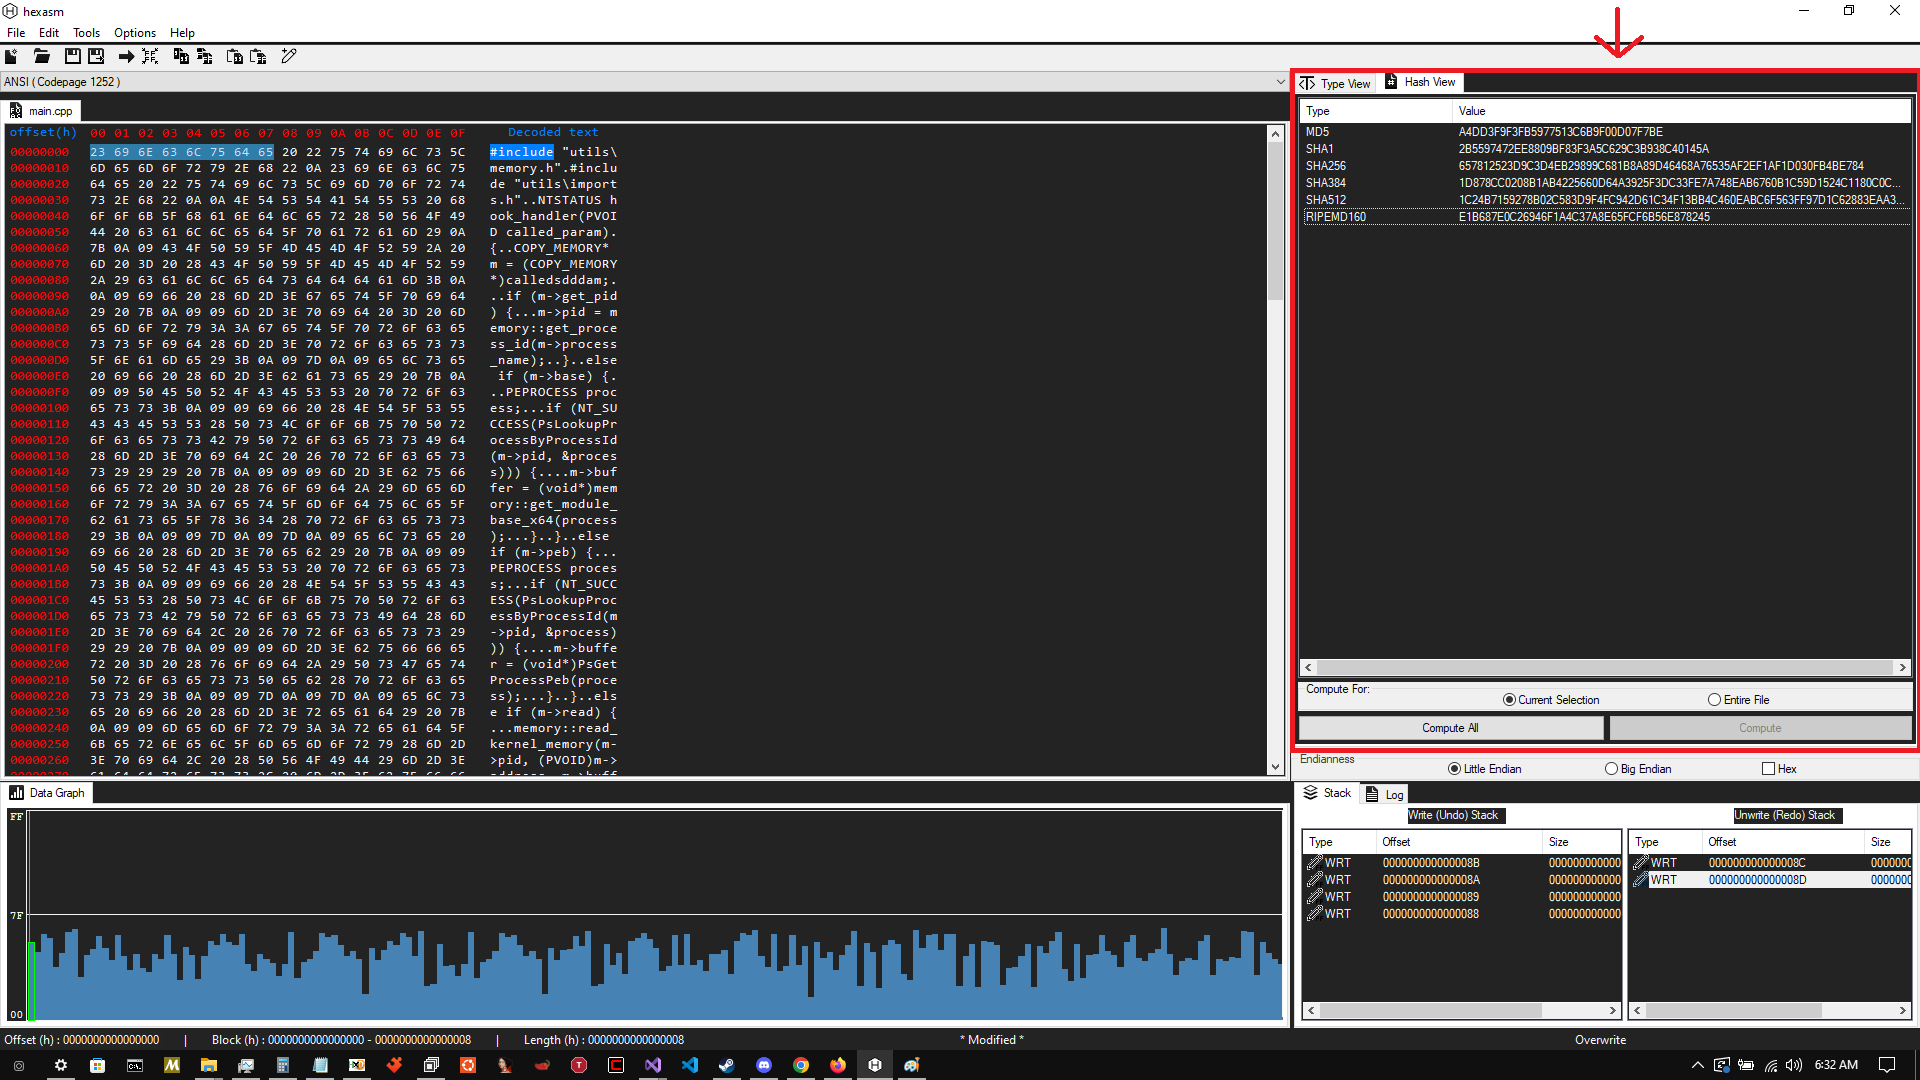 hexasm
File Edit Tools Options Help
ANSI ( Codepage 1252 )
main.cpp
offset(h) 00 01 02 03 04 05 06 07 08 09 0A 0B 0C 0D 0E 0F Decoded text
00000000 23 69 6E 63 6C 75 64 65 20 22 75 74 69 6C 73 5C #include "utils\
00000010 6D 65 6D 6F 72 79 2E 68 22 0A 23 69 6E 63 6C 75 memory.h".#inclu
00000020 64 65 20 22 75 74 69 6C 73 5C 69 6D 70 6F 72 74 de "utils\import
00000030 73 2E 68 22 0A 0A 4E 54 53 54 41 54 55 53 20 68 s.h"..NTSTATUS h
00000040 6F 6F 6B 5F 68 61 6E 64 6C 65 72 28 50 56 4F 49 ook_handler(PVOI
00000050 44 20 63 61 6C 6C 65 64 5F 70 61 72 61 6D 29 0A D called_param).
00000060 7B 0A 09 43 4F 50 59 5F 4D 45 4D 4F 52 59 2A 20 {..COPY_MEMORY*
00000070 6D 20 3D 20 28 43 4F 50 59 5F 4D 45 4D 4F 52 59 m = (COPY_MEMORY
00000080 2A 29 63 61 6C 6C 65 64 73 64 64 64 61 6D 3B 0A *)calledsdddam;.
00000090 0A 09 69 66 20 28 6D 2D 3E 67 65 74 5F 70 69 64 ..if (m->get_pid
000000A0 29 20 7B 0A 09 09 6D 2D 3E 70 69 64 20 3D 20 6D ) {...m->pid = m
000000B0 65 6D 6F 72 79 3A 3A 67 65 74 5F 70 72 6F 63 65 emory::get_proce
000000C0 73 73 5F 69 64 28 6D 2D 3E 70 72 6F 63 65 73 73 ss_id(m->process
000000D0 5F 6E 61 6D 65 29 3B 0A 09 7D 0A 09 65 6C 73 65 _name);..}..else
000000E0 20 69 66 20 28 6D 2D 3E 62 61 73 65 29 20 7B 0A  if (m->base) {.
000000F0 09 09 50 45 50 52 4F 43 45 53 53 20 70 72 6F 63 ..PEPROCESS proc
00000100 65 73 73 3B 0A 09 09 69 66 20 28 4E 54 5F 53 55 ess;...if (NT_SU
00000110 43 43 45 53 53 28 50 73 4C 6F 6F 6B 75 70 50 72 CCESS(PsLookupPr
00000120 6F 63 65 73 73 42 79 50 72 6F 63 65 73 73 49 64 ocessByProcessId
00000130 28 6D 2D 3E 70 69 64 2C 20 26 70 72 6F 63 65 73 (m->pid, &proces
00000140 73 29 29 29 20 7B 0A 09 09 09 6D 2D 3E 62 75 66 s))) {....m->buf
00000150 66 65 72 20 3D 20 28 76 6F 69 64 2A 29 6D 65 6D fer = (void*)mem
00000160 6F 72 79 3A 3A 67 65 74 5F 6D 6F 64 75 6C 65 5F ory::get_module_
00000170 62 61 73 65 5F 78 36 34 28 70 72 6F 63 65 73 73 base_x64(process
00000180 29 3B 0A 09 09 7D 0A 09 7D 0A 09 65 6C 73 65 20 );...}..}..else
00000190 69 66 20 28 6D 2D 3E 70 65 62 29 20 7B 0A 09 09 if (m->peb) {...
000001A0 50 45 50 52 4F 43 45 53 53 20 70 72 6F 63 65 73 PEPROCESS proces
000001B0 73 3B 0A 09 09 69 66 20 28 4E 54 5F 53 55 43 43 s;...if (NT_SUCC
000001C0 45 53 53 28 50 73 4C 6F 6F 6B 75 70 50 72 6F 63 ESS(PsLookupProc
000001D0 65 73 73 42 79 50 72 6F 63 65 73 73 49 64 28 6D essByProcessId(m
000001E0 2D 3E 70 69 64 2C 20 26 70 72 6F 63 65 73 73 29 ->pid, &process)
000001F0 29 29 20 7B 0A 09 09 09 6D 2D 3E 62 75 66 66 65 )) {....m->buffe
00000200 72 20 3D 20 28 76 6F 69 64 2A 29 50 73 47 65 74 r = (void*)PsGet
00000210 50 72 6F 63 65 73 73 50 65 62 28 70 72 6F 63 65 ProcessPeb(proce
00000220 73 73 29 3B 0A 09 09 7D 0A 09 7D 0A 09 65 6C 73 ss);...}..}..els
00000230 65 20 69 66 20 28 6D 2D 3E 72 65 61 64 29 20 7B e if (m->read) {
00000240 0A 09 09 6D 65 6D 6F 72 79 3A 3A 72 65 61 64 5F ...memory::read_
00000250 6B 65 72 6E 65 6C 5F 6D 65 6D 6F 72 79 28 6D 2D kernel_memory(m-
00000260 3E 70 69 64 2C 20 28 50 56 4F 49 44 29 6D 2D 3E >pid, (PVOID)m->
Type View Hash View
Type Value
MD5 A4DD3F9F3FB5977513C6B9F00D07F7BE
SHA1 2B5597472EE8809BF83F3A5C629C3B938C40145A
SHA256 657812523D9C3D4EB29899C681B8A89D46468A76535AF2EF1AF1D030FB4BE784
SHA384 1D878CC0208B1AB4225660D64A3925F3DC33FE7A748EAB6760B1C59D1524C1180C0C...
SHA512 1C24B7159278B02C583D9F4FC942D61C34F13BB4C460EABC6F563FF97D1C62883EAA3...
RIPEMD160 E1B687E0C26946F1A4C37A8E65FCF6B56E878245
Compute For:
Current Selection Entire File
Compute All Compute
Endianness
Little Endian Big Endian Hex
Data Graph
FF
7F
00
Stack Log
Write (Undo) Stack Unwrite (Redo) Stack
Type Offset Size Type Offset Size
WRT 000000000000008B 000000000000 WRT 000000000000008C 0000000
WRT 000000000000008A 000000000000 WRT 000000000000008D 0000000
WRT 0000000000000089 000000000000
WRT 0000000000000088 000000000000
Offset (h) : 0000000000000000 | Block (h) : 0000000000000000 - 0000000000000008 | Length (h) : 0000000000000008 * Modified * Overwrite
6:32 AM